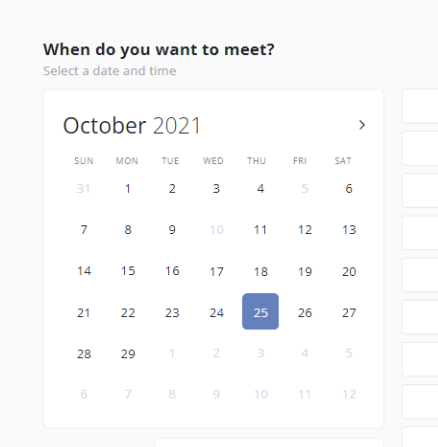 When do you want to meet?
Select a date and time
October 2021
SUN MON TUE WED THU FRI SAT
31 1 2 3 4 5 6
7 8 9 10 11 12 13
14 15 16 17 18 19 20
21 22 23 24 25 26 27
28 29 1 2 3 4 5
6 7 8 9 10 11 12